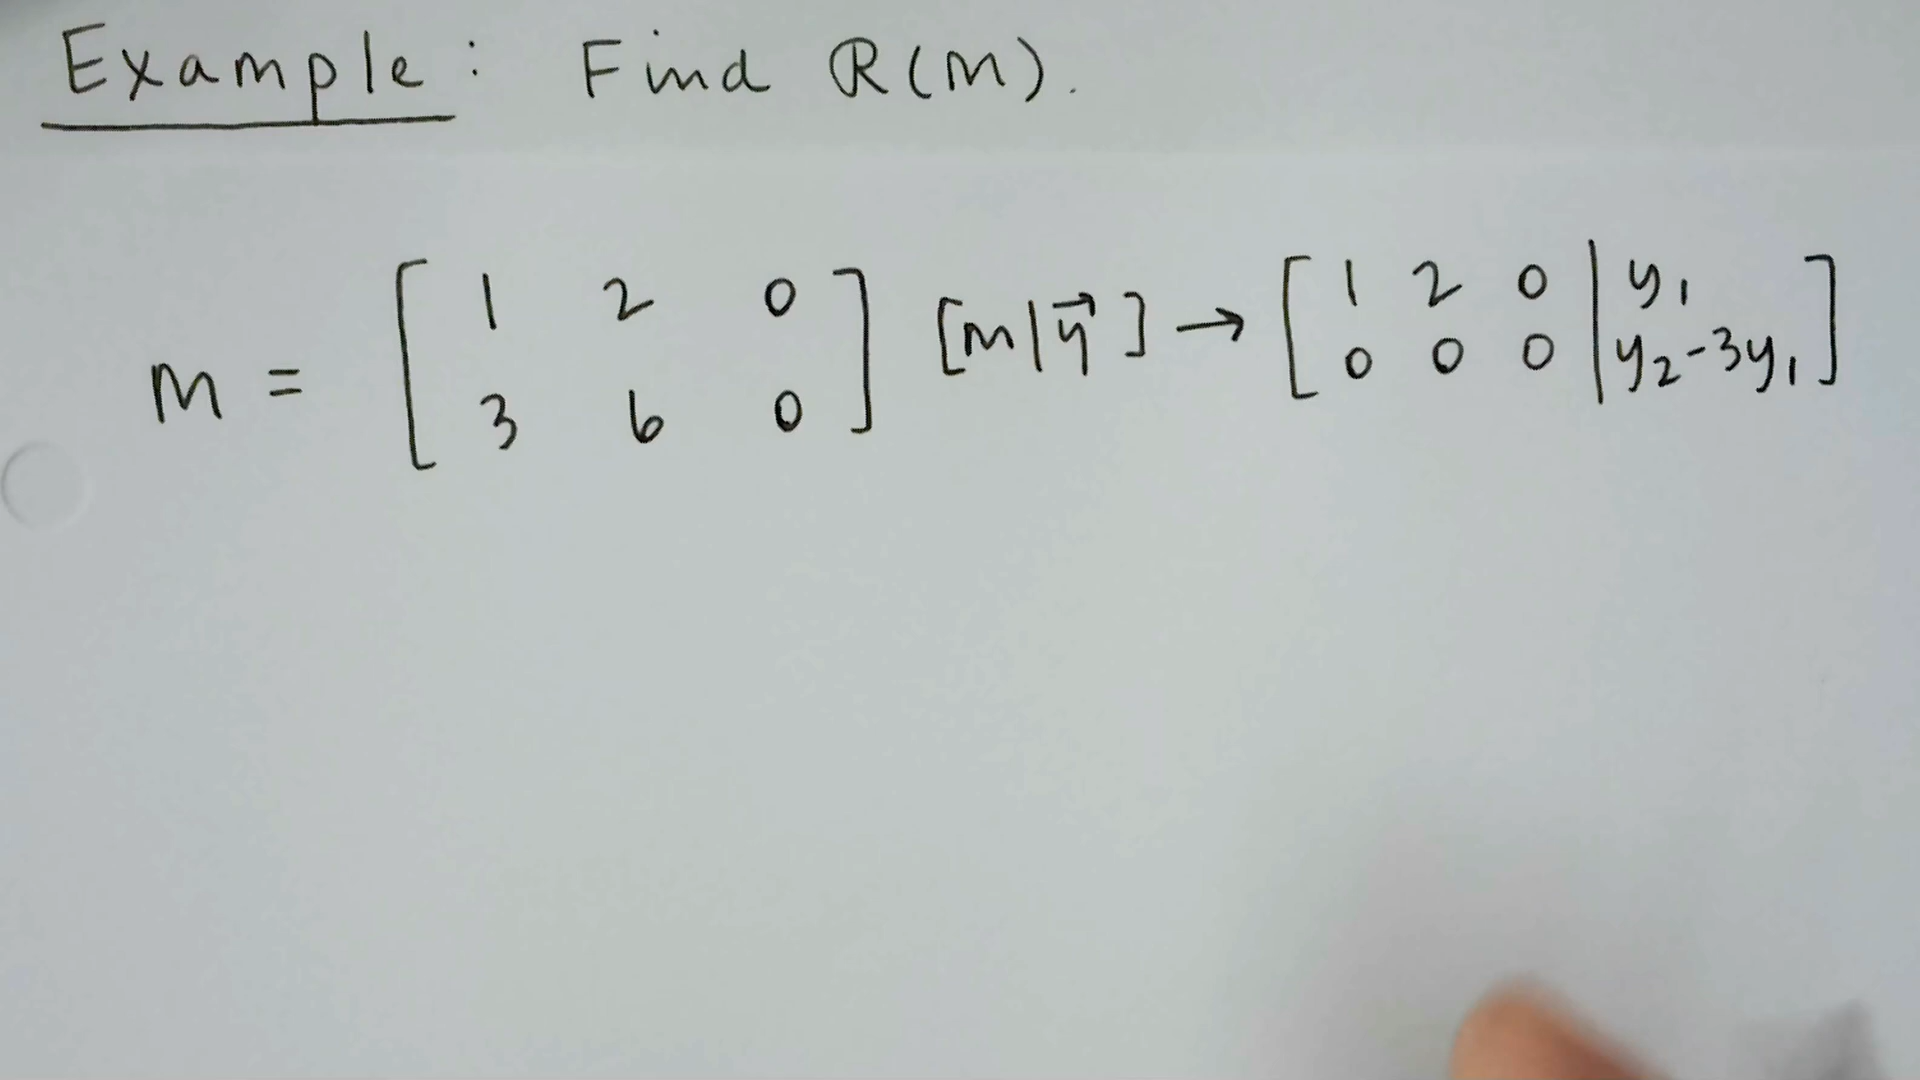 Example: Find R(M).
M = [ 1 2 0
3 6 0 ] [M|y⃗] → [ 1 2 0 | y₁
0 0 0 | y₂-3y₁ ]